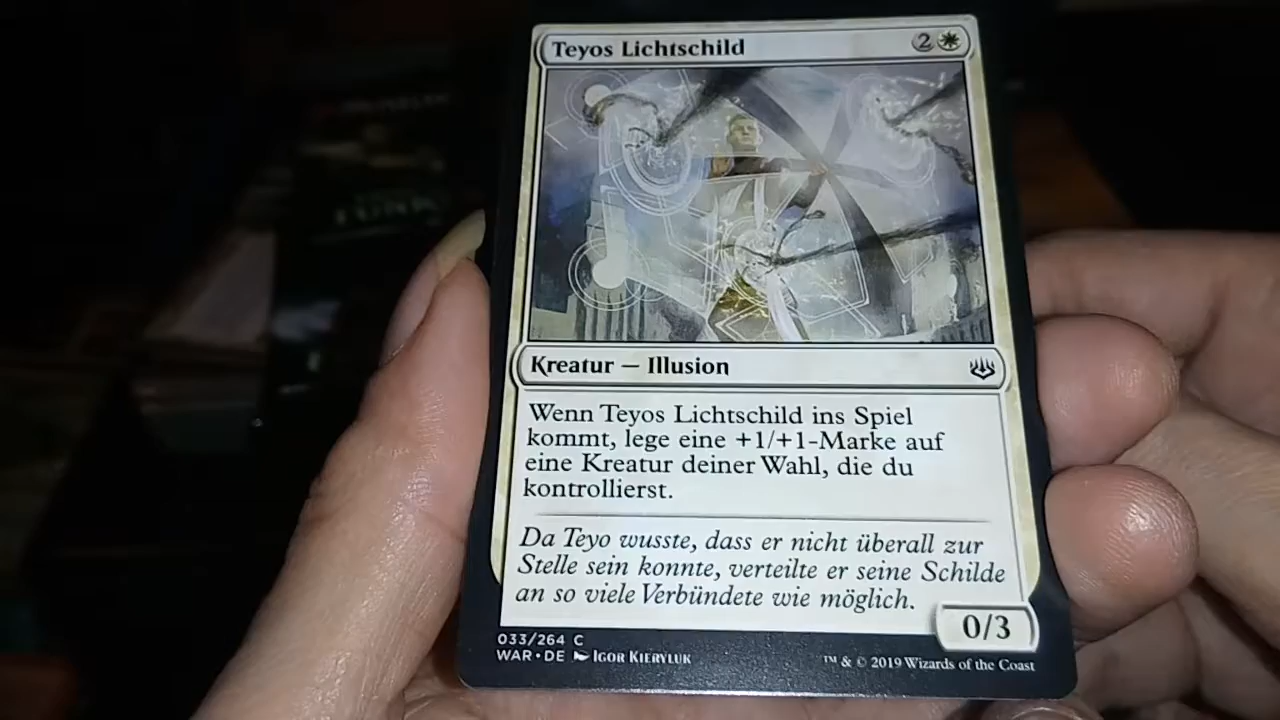 Teyos Lichtschild
2
Kreatur — Illusion
Wenn Teyos Lichtschild ins Spiel
kommt, lege eine +1/+1-Marke auf
eine Kreatur deiner Wahl, die du
kontrollierst.
Da Teyo wusste, dass er nicht überall zur
Stelle sein konnte, verteilte er seine Schilde
an so viele Verbündete wie möglich.
0/3
033/264 C
WAR • DE IGOR KIERYLUK
™ & © 2019 Wizards of the Coast